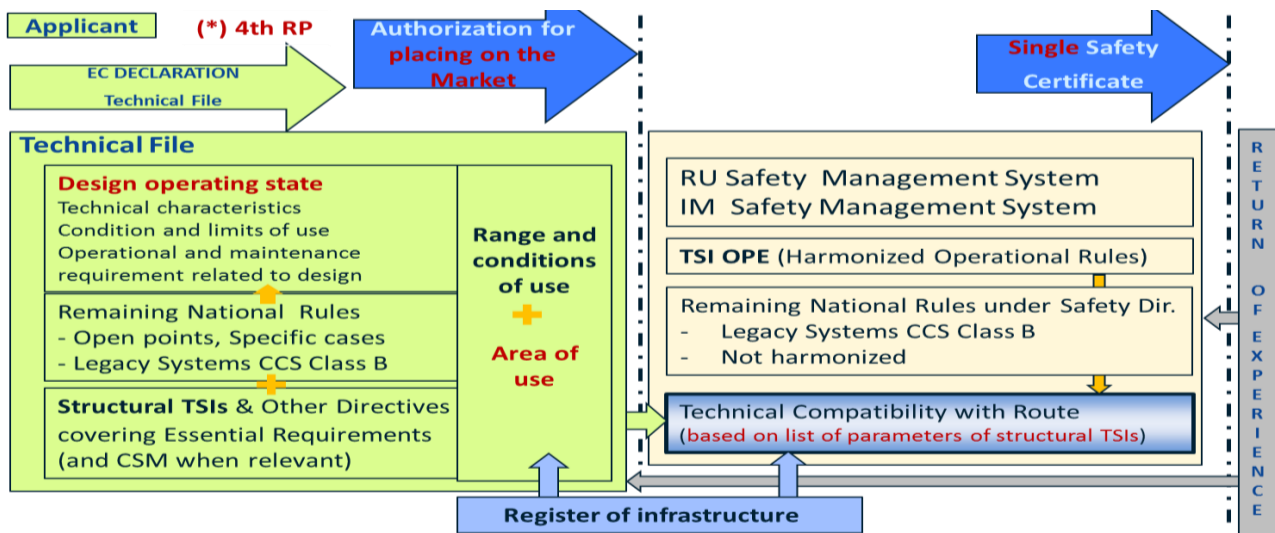 Applicant
(*) 4th RP
EC DECLARATION
Technical File
Authorization for
placing on the
Market
Single Safety
Certificate
Technical File
Design operating state
Technical characteristics
Condition and limits of use
Operational and maintenance
requirement related to design
Remaining National Rules
- Open points, Specific cases
- Legacy Systems CCS Class B
Structural TSIs & Other Directives
covering Essential Requirements
(and CSM when relevant)
Range and
conditions
of use
Area of
use
RU Safety Management System
IM Safety Management System
TSI OPE (Harmonized Operational Rules)
Remaining National Rules under Safety Dir.
- Legacy Systems CCS Class B
- Not harmonized
Technical Compatibility with Route
(based on list of parameters of structural TSIs)
Register of infrastructure
RETURN OF EXPERIENCE